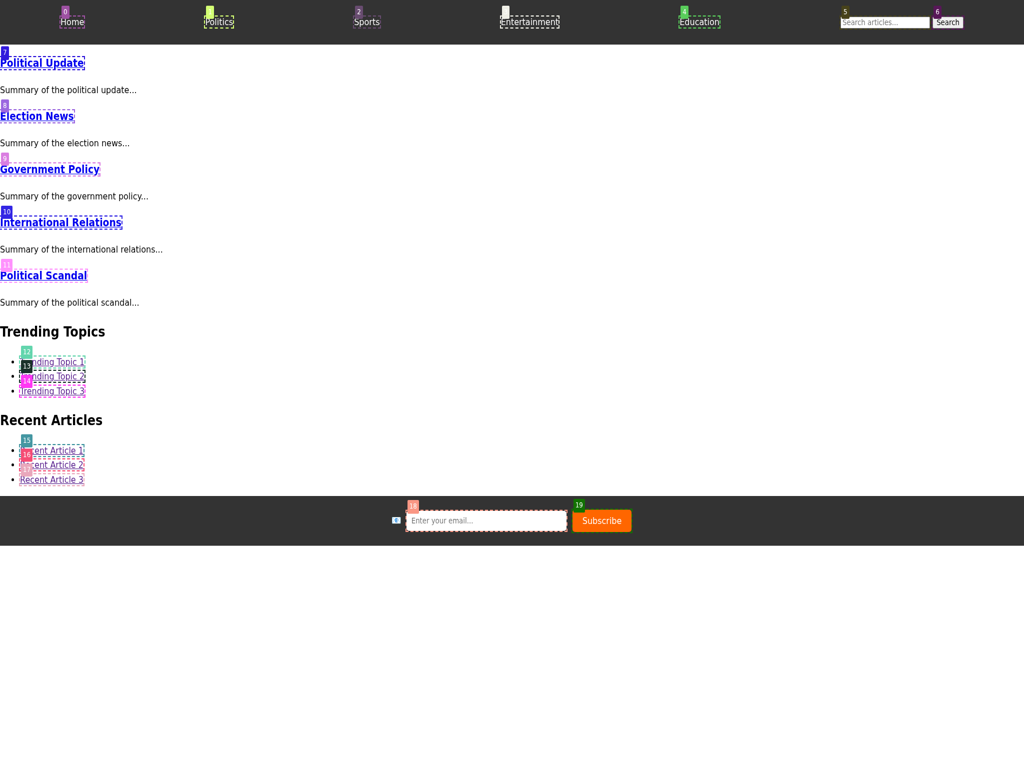 0 Home Politics 2 Sports Entertainment 4 Education 5 Search articles... 6 Search
7
Political Update
Summary of the political update...
8
Election News
Summary of the election news...
9
Government Policy
Summary of the government policy...
10
International Relations
Summary of the international relations...
11
Political Scandal
Summary of the political scandal...
Trending Topics
12
• Trending Topic 1
13
• Trending Topic 2
14
• Trending Topic 3
Recent Articles
15
• Recent Article 1
16
• Recent Article 2
17
• Recent Article 3
18 19
Enter your email... Subscribe